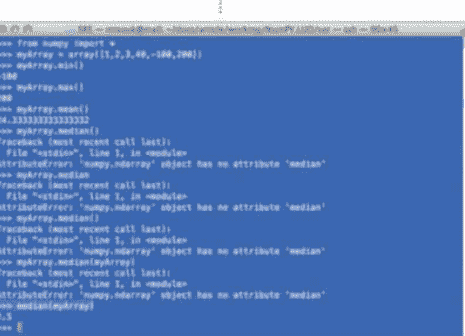 >>> from numpy import *
>>> myArray = array([1,2,3,40,-100,200])
>>> myArray.min()
-100
>>> myArray.max()
200
>>> myArray.mean()
24.333333333333332
>>> myArray.median()
Traceback (most recent call last):
File "<stdin>", line 1, in <module>
AttributeError: 'numpy.ndarray' object has no attribute 'median'
>>> myArray.median
Traceback (most recent call last):
File "<stdin>", line 1, in <module>
AttributeError: 'numpy.ndarray' object has no attribute 'median'
>>> myArray.median()
Traceback (most recent call last):
File "<stdin>", line 1, in <module>
AttributeError: 'numpy.ndarray' object has no attribute 'median'
>>> myArray.median(myArray)
Traceback (most recent call last):
File "<stdin>", line 1, in <module>
AttributeError: 'numpy.ndarray' object has no attribute 'median'
>>> median(myArray)
2.5
>>>